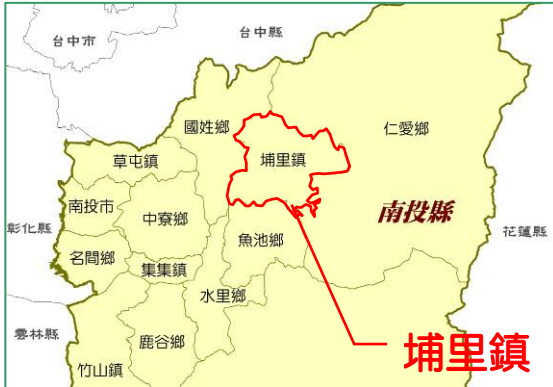 台中縣
台中市
國姓鄉
仁愛鄉
埔里鎮
草屯鎮
南投市
中寮鄉
南投縣
彰化縣
花蓮縣
魚池鄉
名間鄉
集集鎮
水里鄉
雲林縣
鹿谷鄉
埔里鎮
竹山鎮